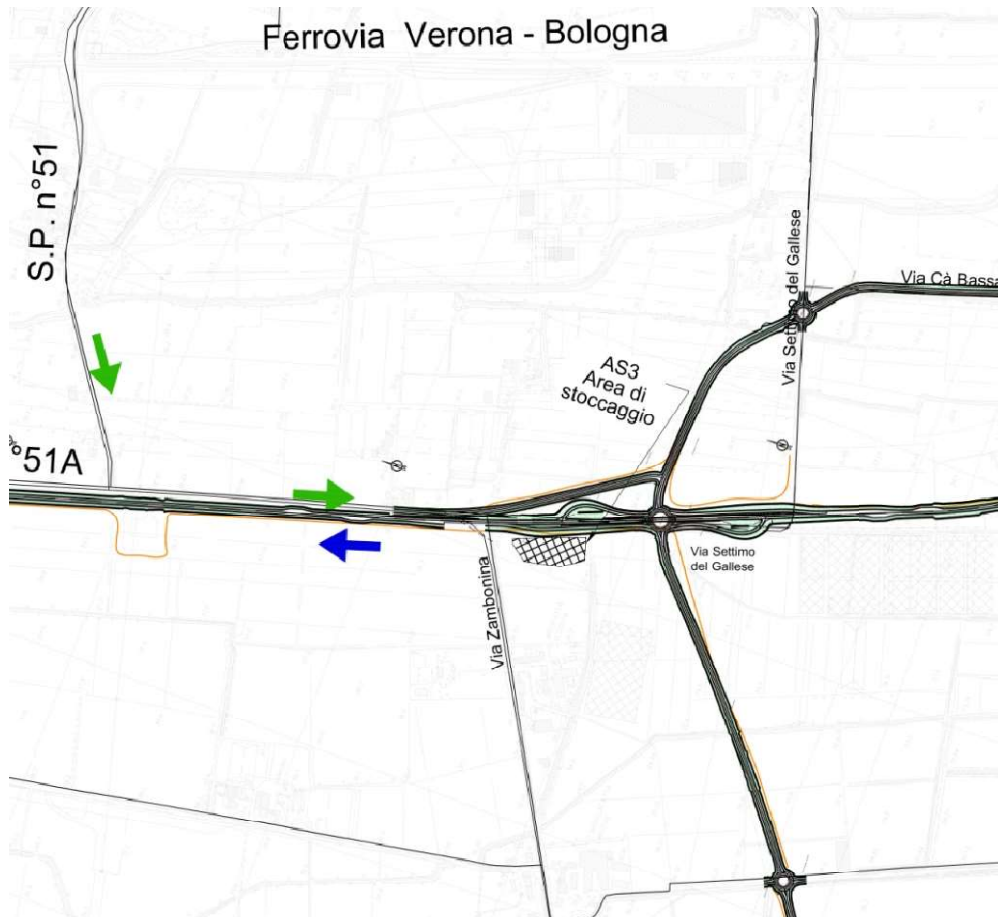 Ferrovia Verona - Bologna
S.P. n°51
Via Settimo del Gallese
Via Cà Bassa
AS3
Area di
stoccaggio
°51A
Via Settimo
del Gallese
Via Zambonina